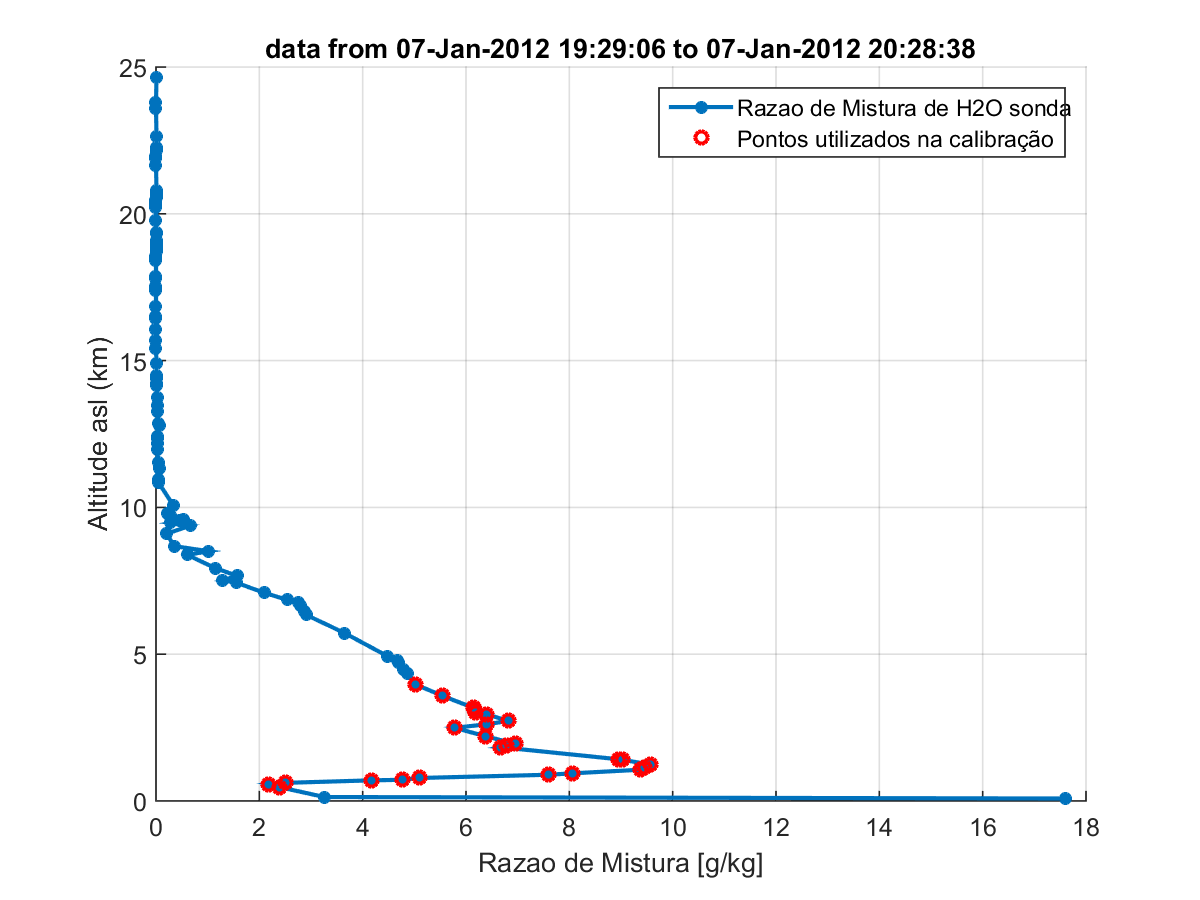 data from 07-Jan-2012 19:29:06 to 07-Jan-2012 20:28:38
Razao de Mistura de H2O sonda
Pontos utilizados na calibração
Altitude asl (km)
25
20
15
10
5
0
0 2 4 6 8 10 12 14 16 18
Razao de Mistura [g/kg]